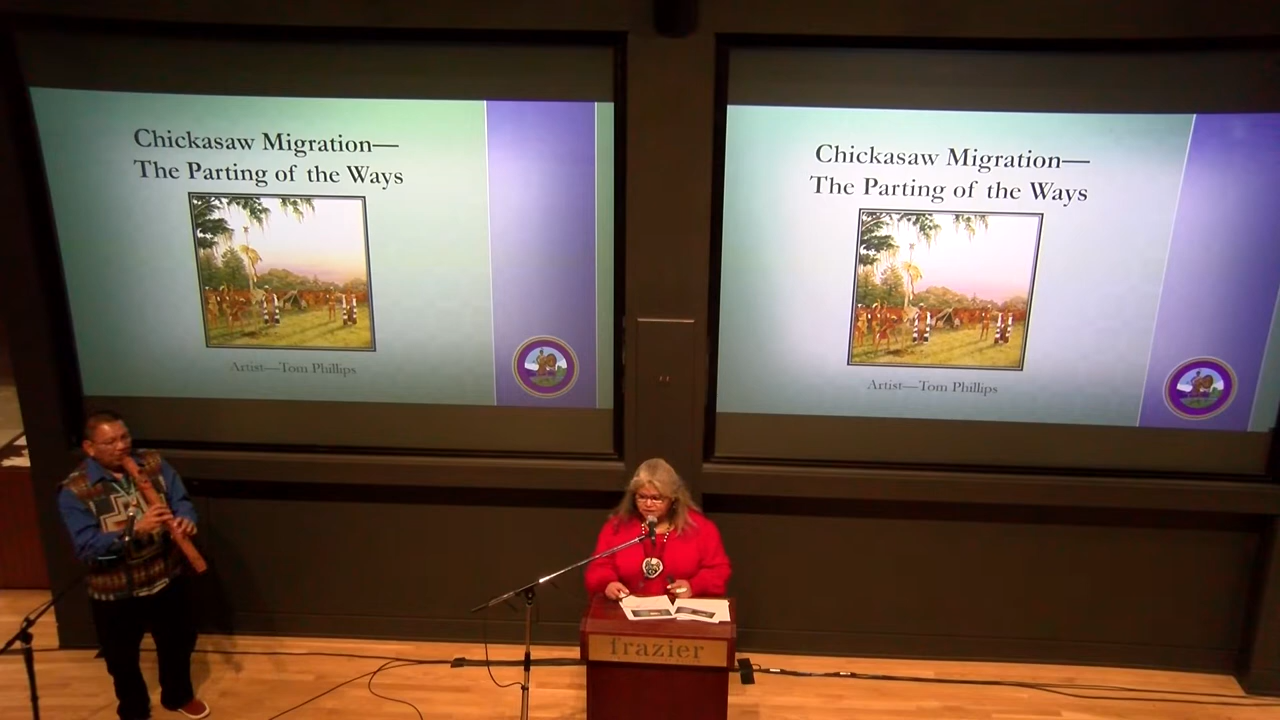 Chickasaw Migration—
The Parting of the Ways
Artist—Tom Phillips
Chickasaw Migration—
The Parting of the Ways
Artist—Tom Phillips
frazier